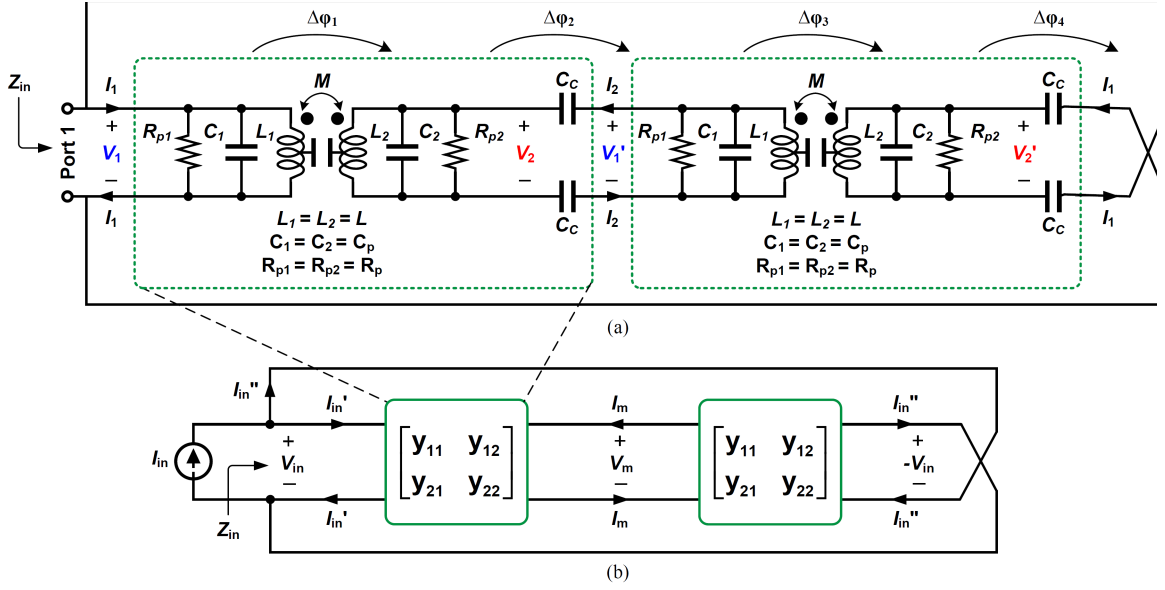 Δφ₁ Δφ₂ Δφ₃ Δφ₄
Zin
I₁ M CC I₂ M CC I₁
Port 1
+ V₁ − Rp1 C₁ L₁ L₂ C₂ Rp2 + V₂ − + V₁' − Rp1 C₁ L₁ L₂ C₂ Rp2 + V₂' −
I₁ CC I₂ CC I₁
L₁ = L₂ = L L₁ = L₂ = L
C₁ = C₂ = Cp C₁ = C₂ = Cp
Rp1 = Rp2 = Rp Rp1 = Rp2 = Rp
(a)
Iin" Iin' Im Iin"
Iin + Vin − y₁₁ y₁₂ + Vm − y₁₁ y₁₂ + -Vin −
y₂₁ y₂₂ y₂₁ y₂₂
Zin Iin' Im Iin"
(b)